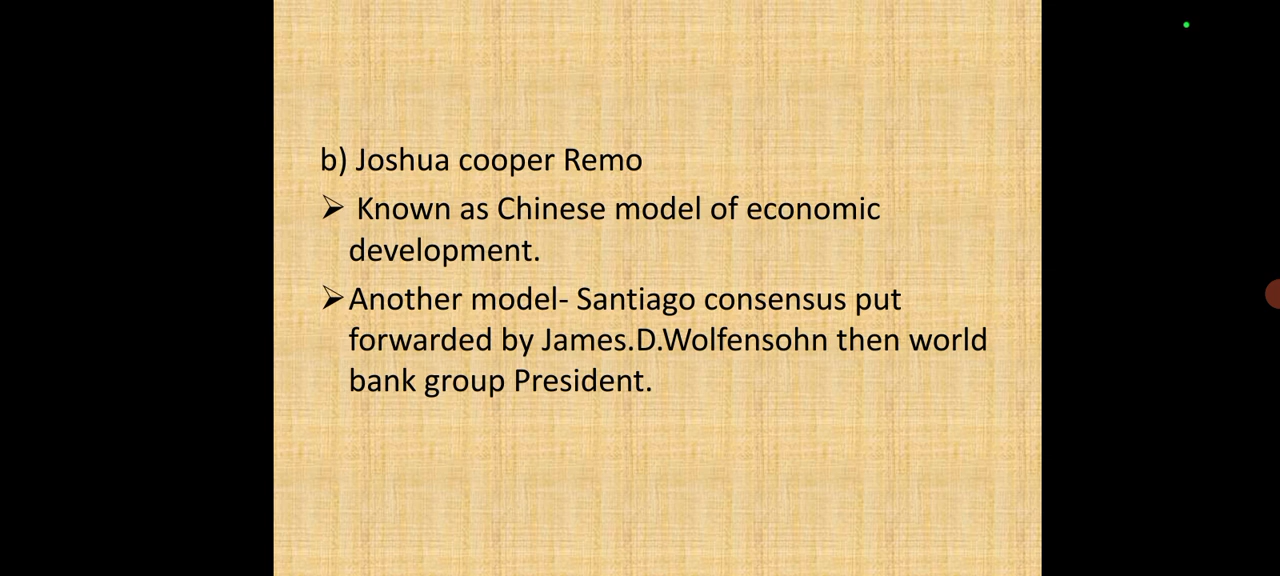 b) Joshua cooper Remo
➢ Known as Chinese model of economic
development.
➢Another model- Santiago consensus put
forwarded by James.D.Wolfensohn then world
bank group President.